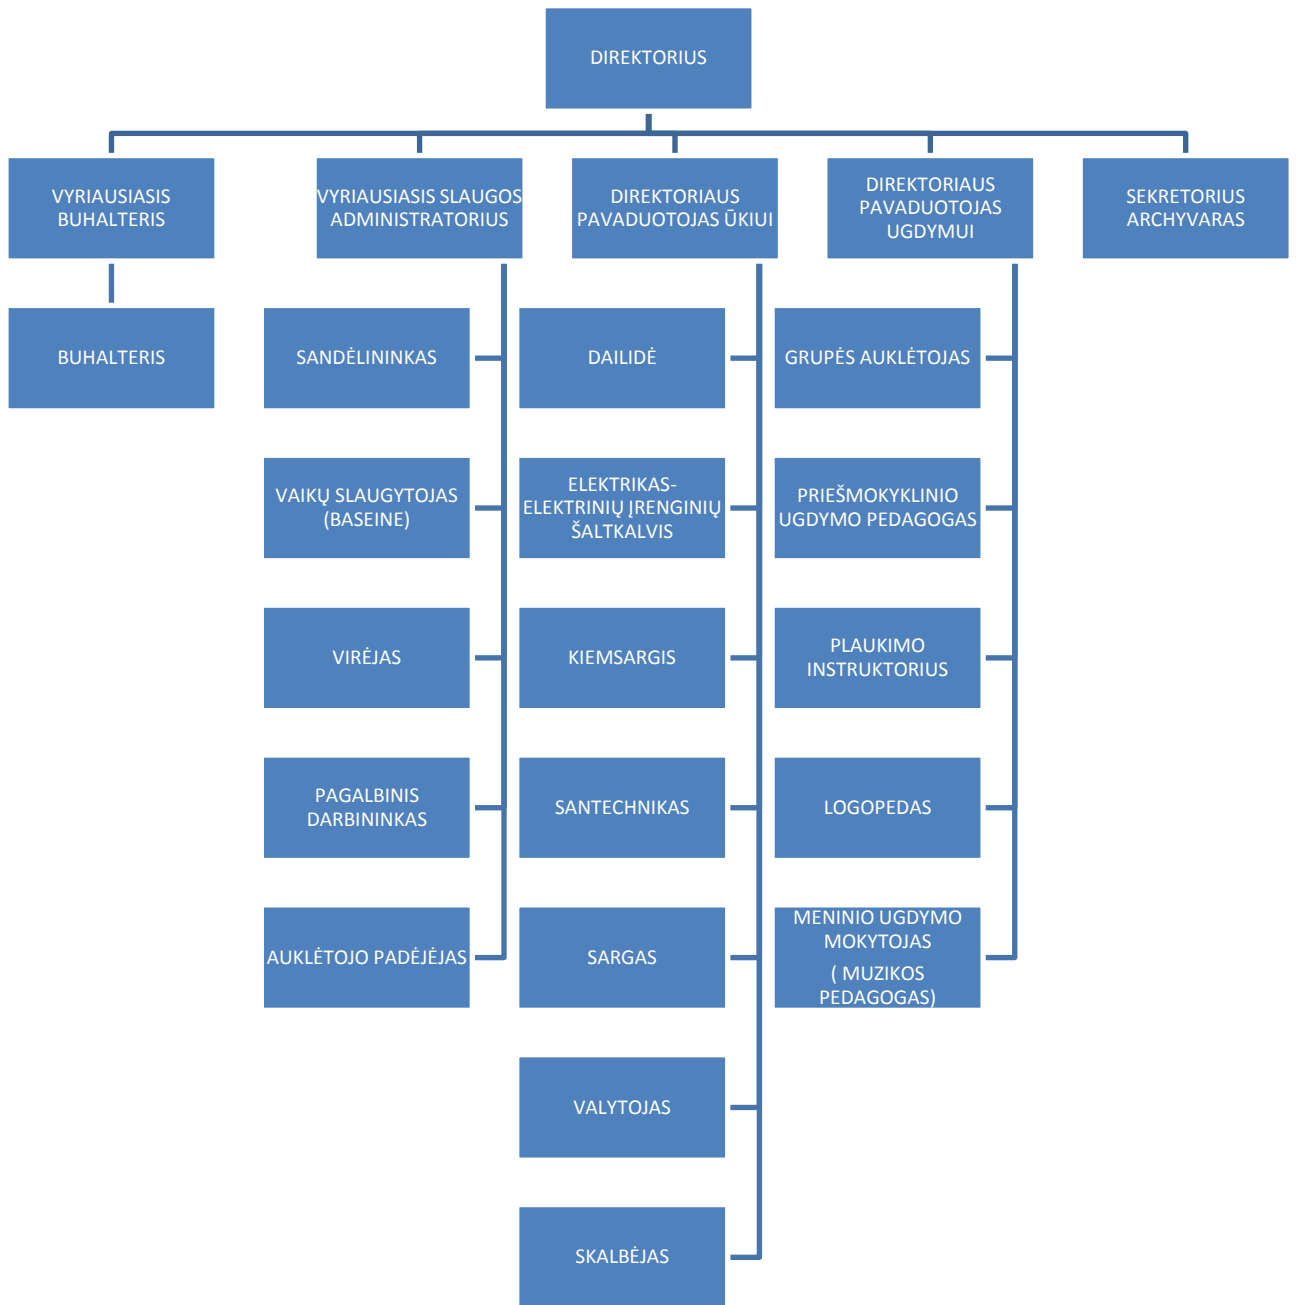 DIREKTORIUS
VYRIAUSIASIS
BUHALTERIS
VYRIAUSIASIS SLAUGOS
ADMINISTRATORIUS
DIREKTORIAUS
PAVADUOTOJAS ŪKIUI
DIREKTORIAUS
PAVADUOTOJAS
UGDYMUI
SEKRETORIUS
ARCHYVARAS
BUHALTERIS
SANDĖLININKAS
DAILIDĖ
GRUPĖS AUKLĖTOJAS
VAIKŲ SLAUGYTOJAS
(BASEINE)
ELEKTRIKAS-
ELEKTRINIŲ ĮRENGINIŲ
ŠALTKALVIS
PRIEŠMOKYKLINIO
UGDYMO PEDAGOGAS
VIRĖJAS
KIEMSARGIS
PLAUKIMO
INSTRUKTORIUS
PAGALBINIS
DARBININKAS
SANTECHNIKAS
LOGOPEDAS
AUKLĖTOJO PADĖJĖJAS
SARGAS
MENINIO UGDYMO
MOKYTOJAS
( MUZIKOS
PEDAGOGAS)
VALYTOJAS
SKALBĖJAS